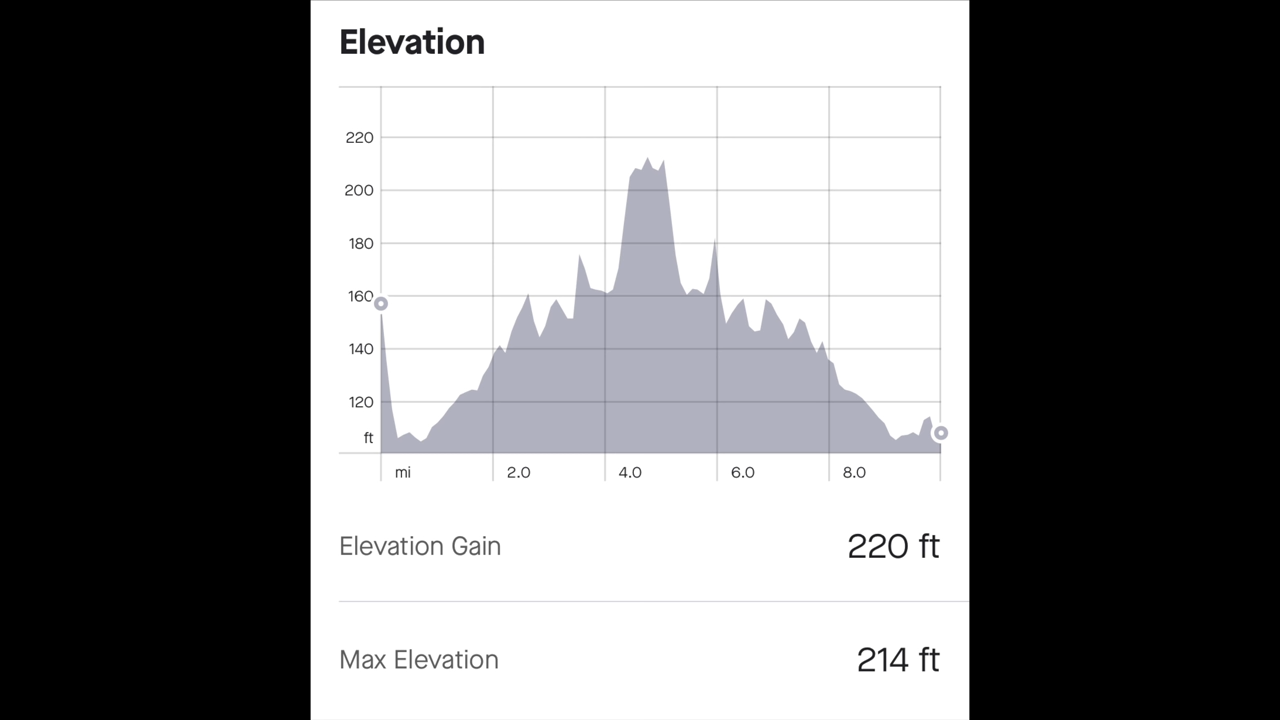 Elevation
220
200
180
160
140
120
ft
mi 2.0 4.0 6.0 8.0
Elevation Gain 220 ft
Max Elevation 214 ft